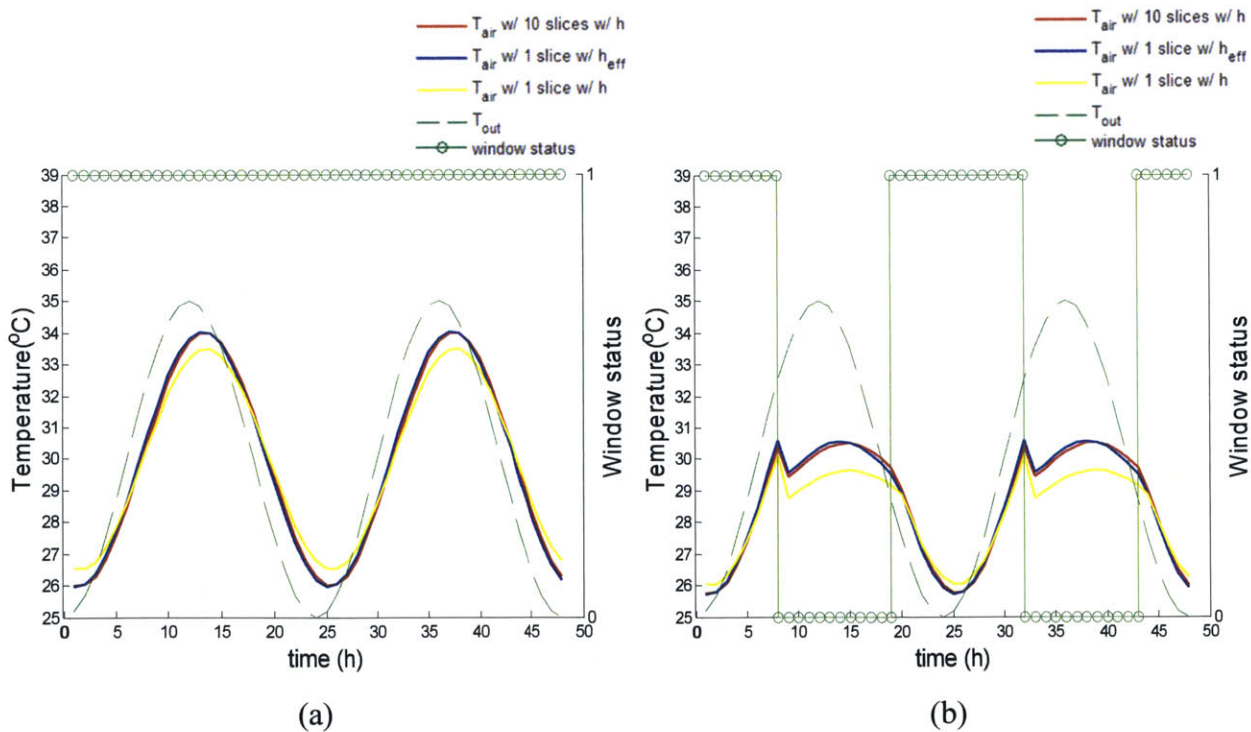 T_air w/ 10 slices w/ h
T_air w/ 1 slice w/ h_eff
T_air w/ 1 slice w/ h
T_out
window status
39
38
37
36
35
34
33
32
31
30
29
28
27
26
25
Temperature(ºC)
0 5 10 15 20 25 30 35 40 45 50
time (h)
1
0
Window status
(a)
T_air w/ 10 slices w/ h
T_air w/ 1 slice w/ h_eff
T_air w/ 1 slice w/ h
T_out
window status
39
38
37
36
35
34
33
32
31
30
29
28
27
26
25
Temperature(ºC)
0 5 10 15 20 25 30 35 40 45 50
time (h)
1
0
Window status
(b)